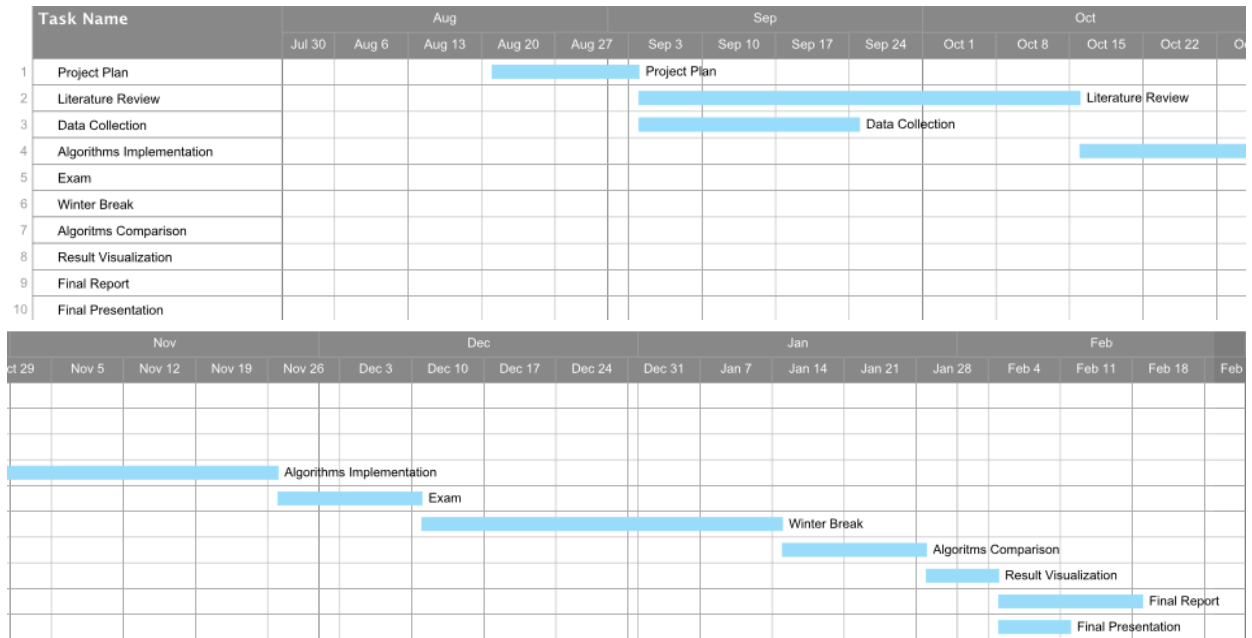 Task Name Aug Sep Oct
Jul 30 Aug 6 Aug 13 Aug 20 Aug 27 Sep 3 Sep 10 Sep 17 Sep 24 Oct 1 Oct 8 Oct 15 Oct 22 O
1 Project Plan Project Plan
2 Literature Review Literature Review
3 Data Collection Data Collection
4 Algorithms Implementation
5 Exam
6 Winter Break
7 Algoritms Comparison
8 Result Visualization
9 Final Report
10 Final Presentation
Nov Dec Jan Feb
ct 29 Nov 5 Nov 12 Nov 19 Nov 26 Dec 3 Dec 10 Dec 17 Dec 24 Dec 31 Jan 7 Jan 14 Jan 21 Jan 28 Feb 4 Feb 11 Feb 18 Feb
Algorithms Implementation
Exam
Winter Break
Algoritms Comparison
Result Visualization
Final Report
Final Presentation